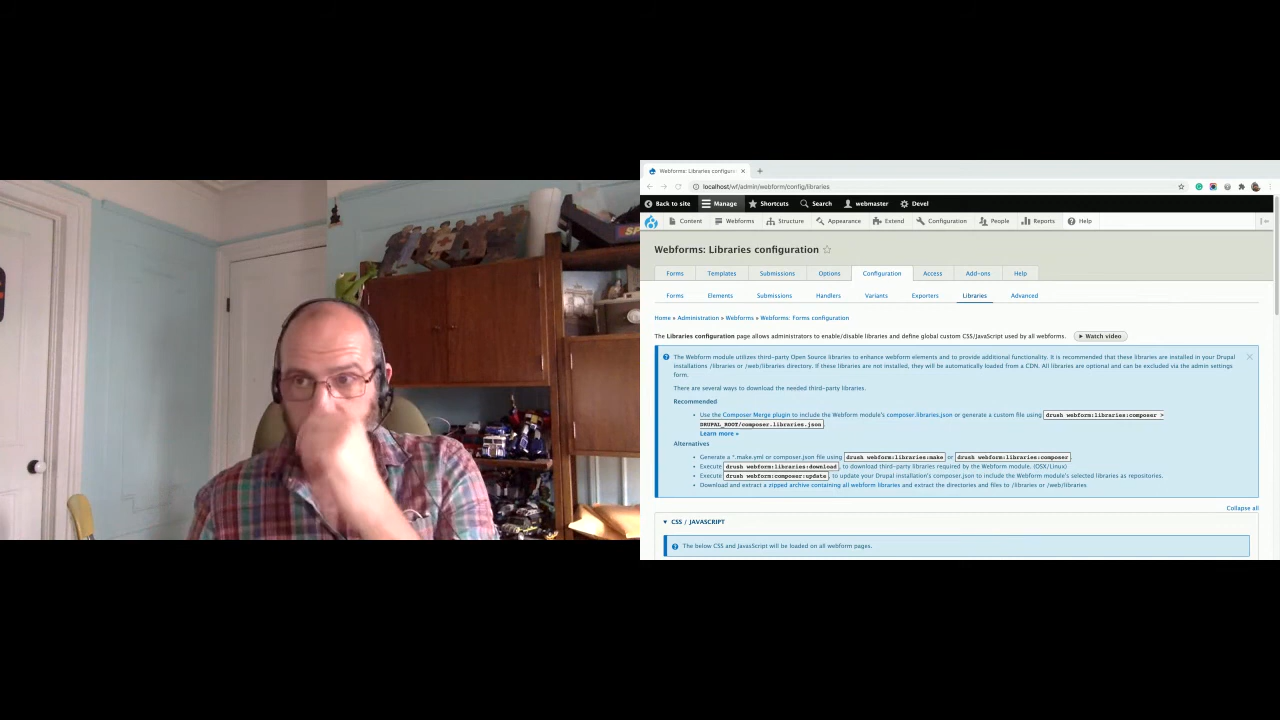 Webforms: Libraries configur
localhost/wf/admin/webform/config/libraries
Back to site Manage Shortcuts Search webmaster Devel
Content Webforms Structure Appearance Extend Configuration People Reports Help
Webforms: Libraries configuration
Forms Templates Submissions Options Configuration Access Add-ons Help
Forms Elements Submissions Handlers Variants Exporters Libraries Advanced
Home » Administration » Webforms » Webforms: Forms configuration
The Libraries configuration page allows administrators to enable/disable libraries and define global custom CSS/JavaScript used by all webforms. ▶ Watch video
The Webform module utilizes third-party Open Source libraries to enhance webform elements and to provide additional functionality. It is recommended that these libraries are installed in your Drupal
installations /libraries or /web/libraries directory. If these libraries are not installed, they will be automatically loaded from a CDN. All libraries are optional and can be excluded via the admin settings
form.
There are several ways to download the needed third-party libraries.
Recommended
• Use the Composer Merge plugin to include the Webform module's composer.libraries.json or generate a custom file using drush webform:libraries:composer >
DRUPAL_ROOT/composer.libraries.json.
Learn more »
Alternatives
• Generate a *.make.yml or composer.json file using drush webform:libraries:make or drush webform:libraries:composer.
• Execute drush webform:libraries:download, to download third-party libraries required by the Webform module. (OSX/Linux)
• Execute drush webform:composer:update, to update your Drupal installation's composer.json to include the Webform module's selected libraries as repositories.
• Download and extract a zipped archive containing all webform libraries and extract the directories and files to /libraries or /web/libraries
Collapse all
▼ CSS / JAVASCRIPT
The below CSS and JavaScript will be loaded on all webform pages.